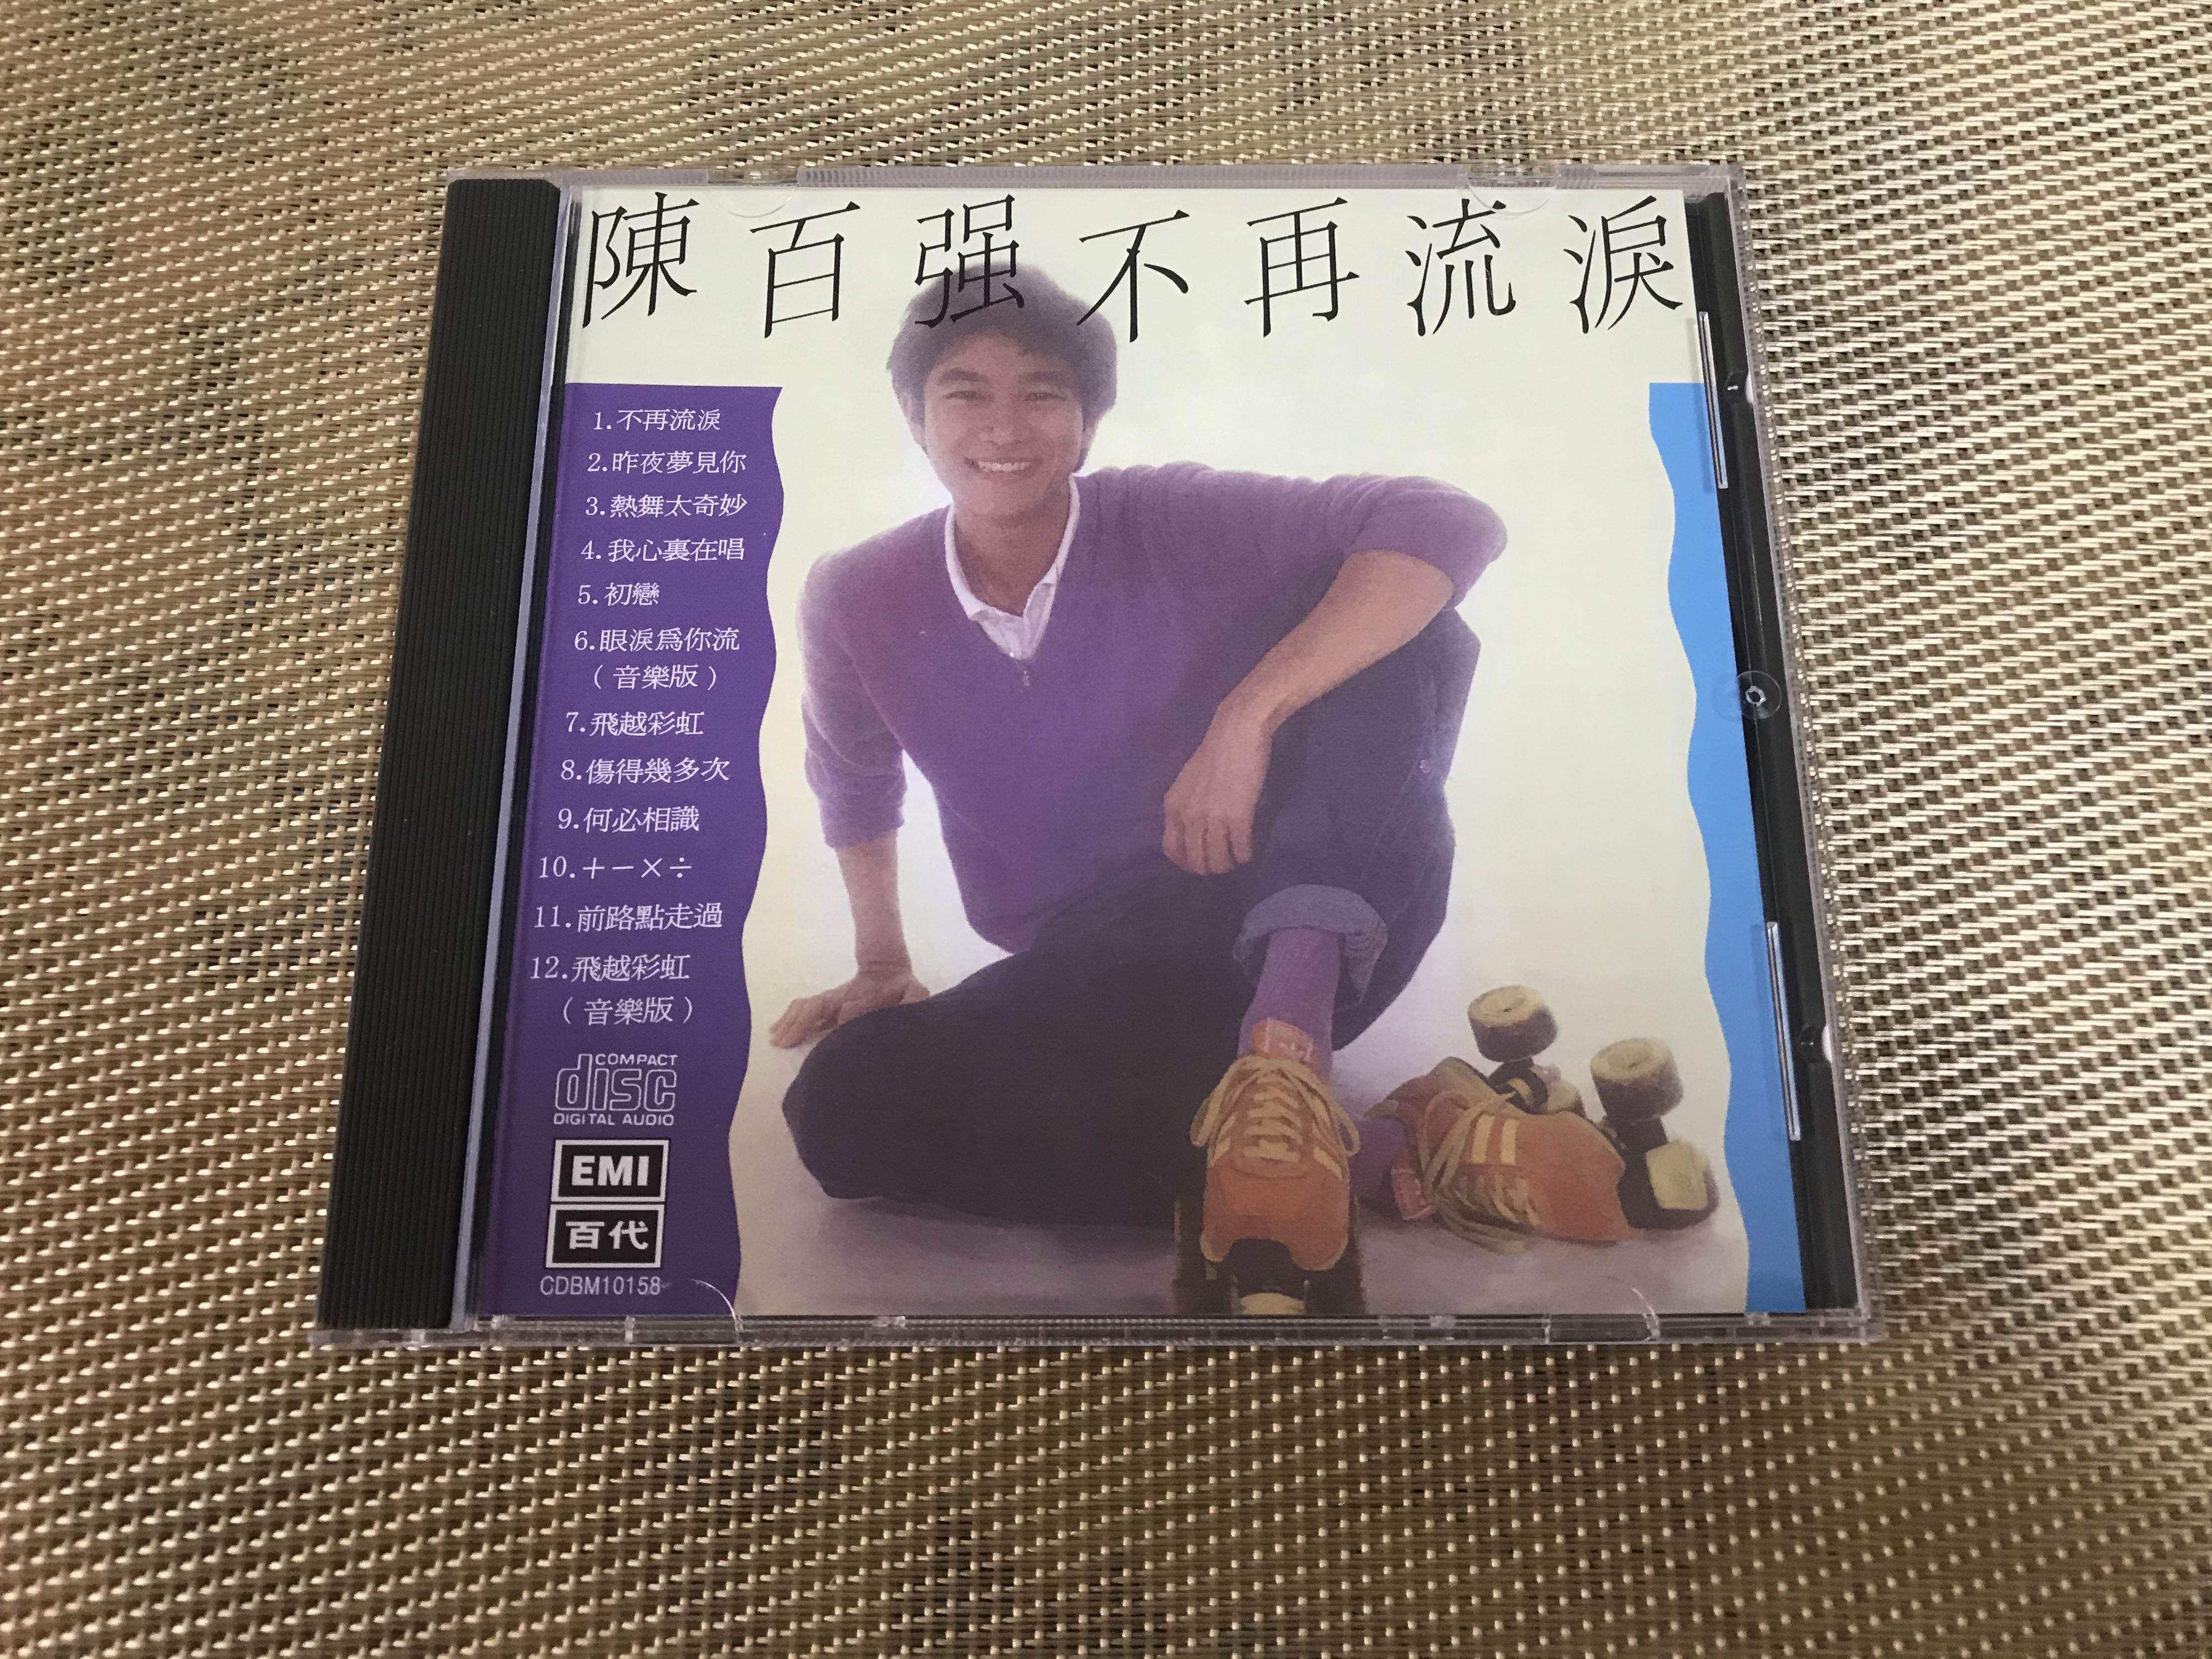 陳百强不再流淚
1.不再流淚
2.昨夜夢見你
3.熱舞太奇妙
4.我心裏在唱
5.初戀
6.眼淚爲你流
（音樂版）
7.飛越彩虹
8.傷得幾多次
9.何必相識
10.＋－×÷
11.前路點走過
12.飛越彩虹
（音樂版）
COMPACT
disc
DIGITAL AUDIO
EMI
百代
CDBM10158